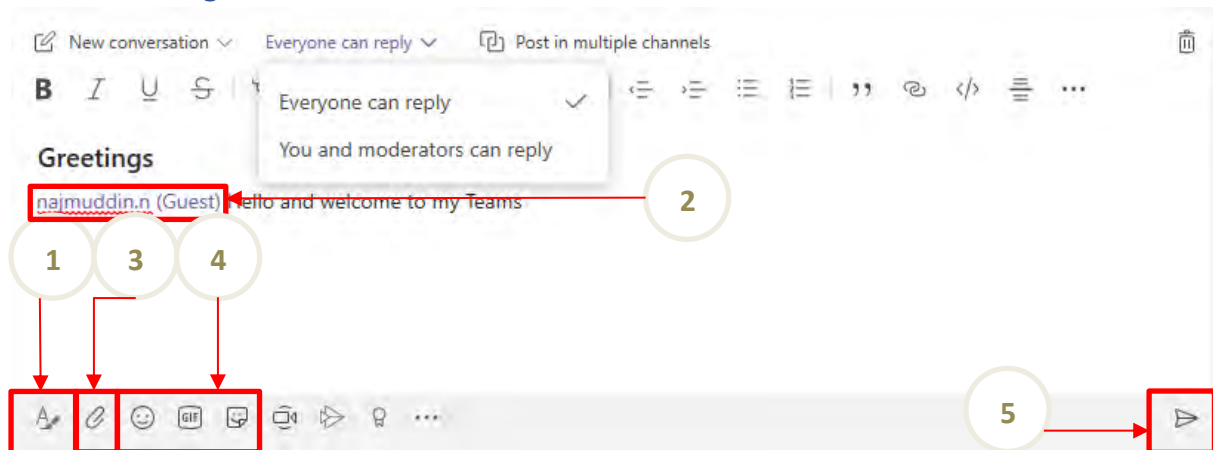 New conversation Everyone can reply Post in multiple channels
B I U S
Everyone can reply
You and moderators can reply
Greetings
najmuddin.n (Guest) Hello and welcome to my Teams
2
1 3 4
GIF
5